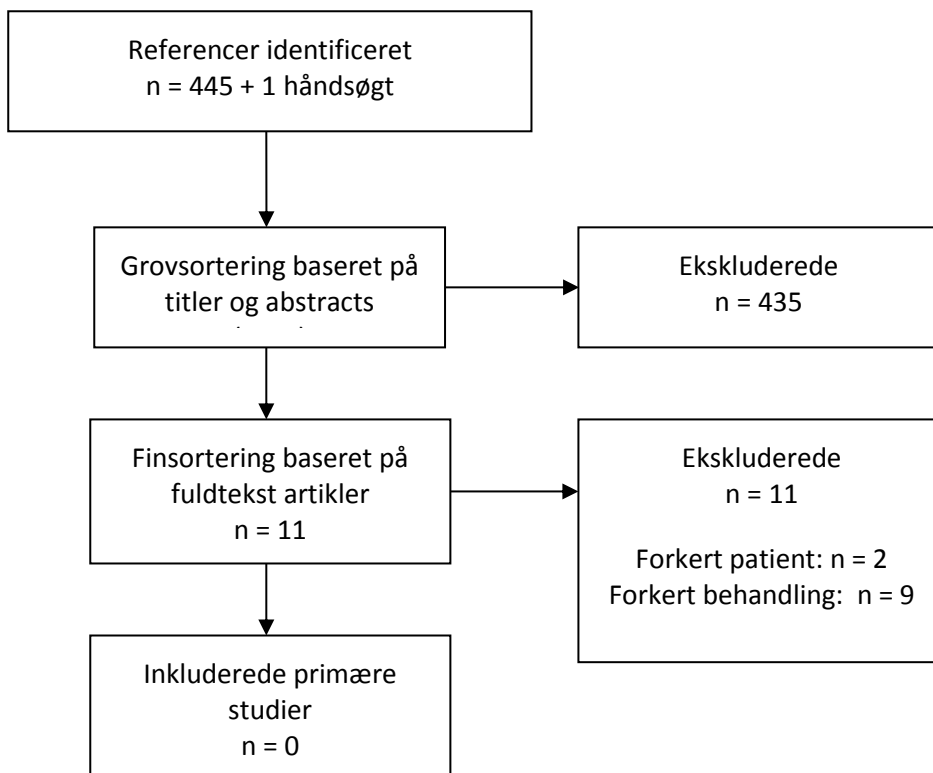 Referencer identificeret
n = 445 + 1 håndsøgt
Grovsortering baseret på
titler og abstracts
Ekskluderede
n = 435
Finsortering baseret på
fuldtekst artikler
n = 11
Ekskluderede
n = 11
Forkert patient: n = 2
Forkert behandling: n = 9
Inkluderede primære
studier
n = 0